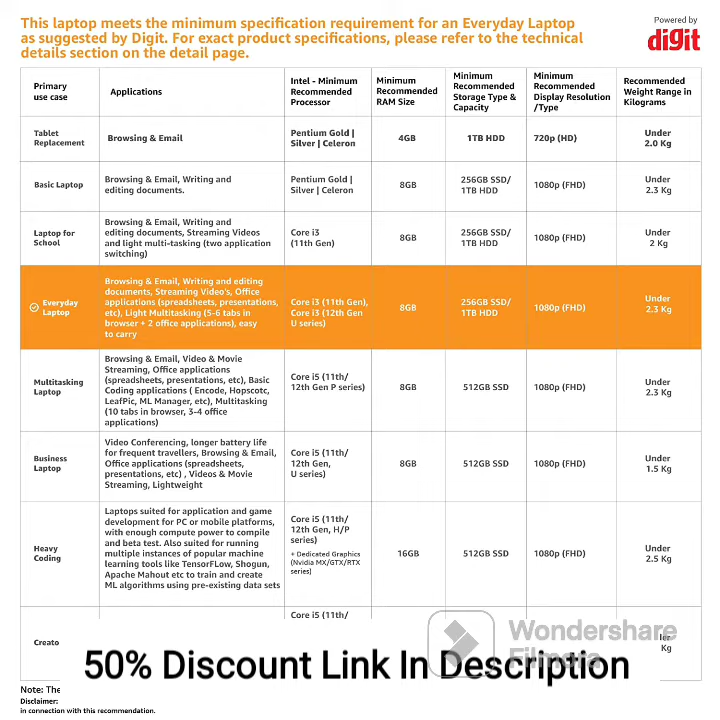 This laptop meets the minimum specification requirement for an Everyday Laptop
as suggested by Digit. For exact product specifications, please refer to the technical
details section on the detail page.
Powered by
digit
Primary
use case
Applications
Intel - Minimum
Recommended
Processor
Minimum
Recommended
RAM Size
Minimum
Recommended
Storage Type &
Capacity
Minimum
Recommended
Display Resolution
/Type
Recommended
Weight Range in
Kilograms
Tablet
Replacement
Browsing & Email
Pentium Gold |
Silver | Celeron
4GB
1TB HDD
720p (HD)
Under
2.0 Kg
Basic Laptop
Browsing & Email, Writing and
editing documents.
Pentium Gold |
Silver | Celeron
8GB
256GB SSD/
1TB HDD
1080p (FHD)
Under
2.3 Kg
Laptop for
School
Browsing & Email, Writing and
editing documents, Streaming Videos
and light multi-tasking (two application
switching)
Core i3
(11th Gen)
8GB
256GB SSD/
1TB HDD
1080p (FHD)
Under
2 Kg
Everyday
Laptop
Browsing & Email, Writing and editing
documents, Streaming Video's, Office
applications (spreadsheets, presentations,
etc), Light Multitasking (5-6 tabs in
browser + 2 office applications), easy
to carry
Core i3 (11th Gen),
Core i3 (12th Gen
U series)
8GB
256GB SSD/
1TB HDD
1080p (FHD)
Under
2.3 Kg
Multitasking
Laptop
Browsing & Email, Video & Movie
Streaming, Office applications
(spreadsheets, presentations, etc), Basic
Coding applications ( Encode, Hopscotc,
LeafPic, ML Manager, etc), Multitasking
(10 tabs in browser, 3-4 office
applications)
Core i5 (11th/
12th Gen P series)
8GB
512GB SSD
1080p (FHD)
Under
2.3 Kg
Business
Laptop
Video Conferencing, longer battery life
for frequent travellers, Browsing & Email,
Office applications (spreadsheets,
presentations, etc) , Videos & Movie
Streaming, Lightweight
Core i5 (11th/
12th Gen,
U series)
8GB
512GB SSD
1080p (FHD)
Under
1.5 Kg
Heavy
Coding
Laptops suited for application and game
development for PC or mobile platforms,
with enough compute power to compile
and beta test. Also suited for running
multiple instances of popular machine
learning tools like TensorFLow, Shogun,
Apache Mahout etc to train and create
ML algorithms using pre-existing data sets
Core i5 (11th/
12th Gen, H/P
series)
+ Dedicated Graphics
(Nvidia MX/GTX/RTX
series)
16GB
512GB SSD
1080p (FHD)
Under
2.5 Kg
Creato
Core i5 (11th/
Kg
Wondershare
Filmora
50% Discount Link In Description
Note: The
Disclaimer:
in connection with this recommendation.